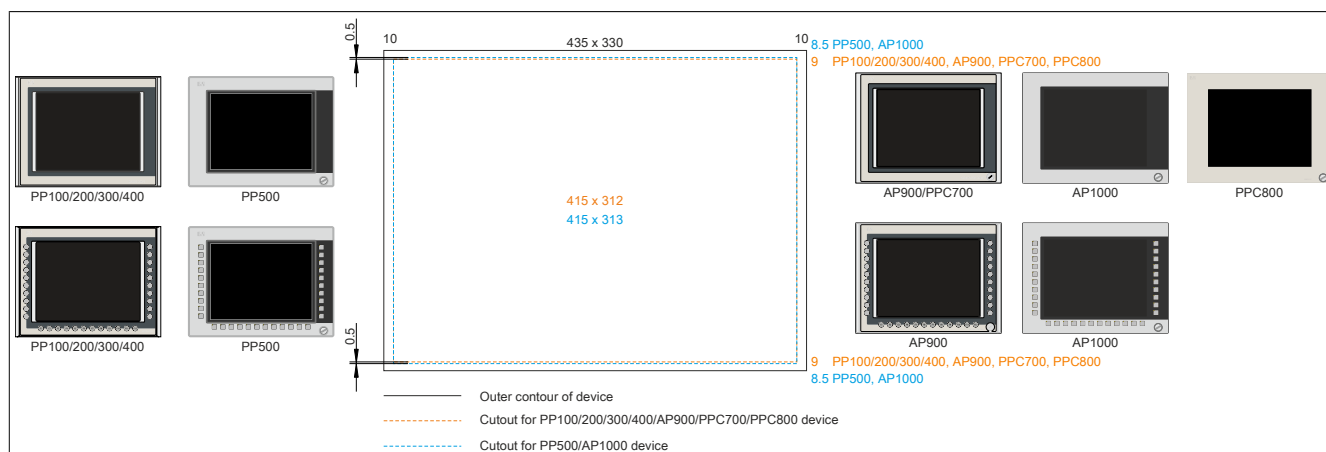 0.5
10
435 x 330
10
8.5 PP500, AP1000
9 PP100/200/300/400, AP900, PPC700, PPC800
PP100/200/300/400
PP500
AP900/PPC700
AP1000
PPC800
415 x 312
415 x 313
PP100/200/300/400
PP500
AP900
AP1000
0.5
9 PP100/200/300/400, AP900, PPC700, PPC800
8.5 PP500, AP1000
Outer contour of device
Cutout for PP100/200/300/400/AP900/PPC700/PPC800 device
Cutout for PP500/AP1000 device